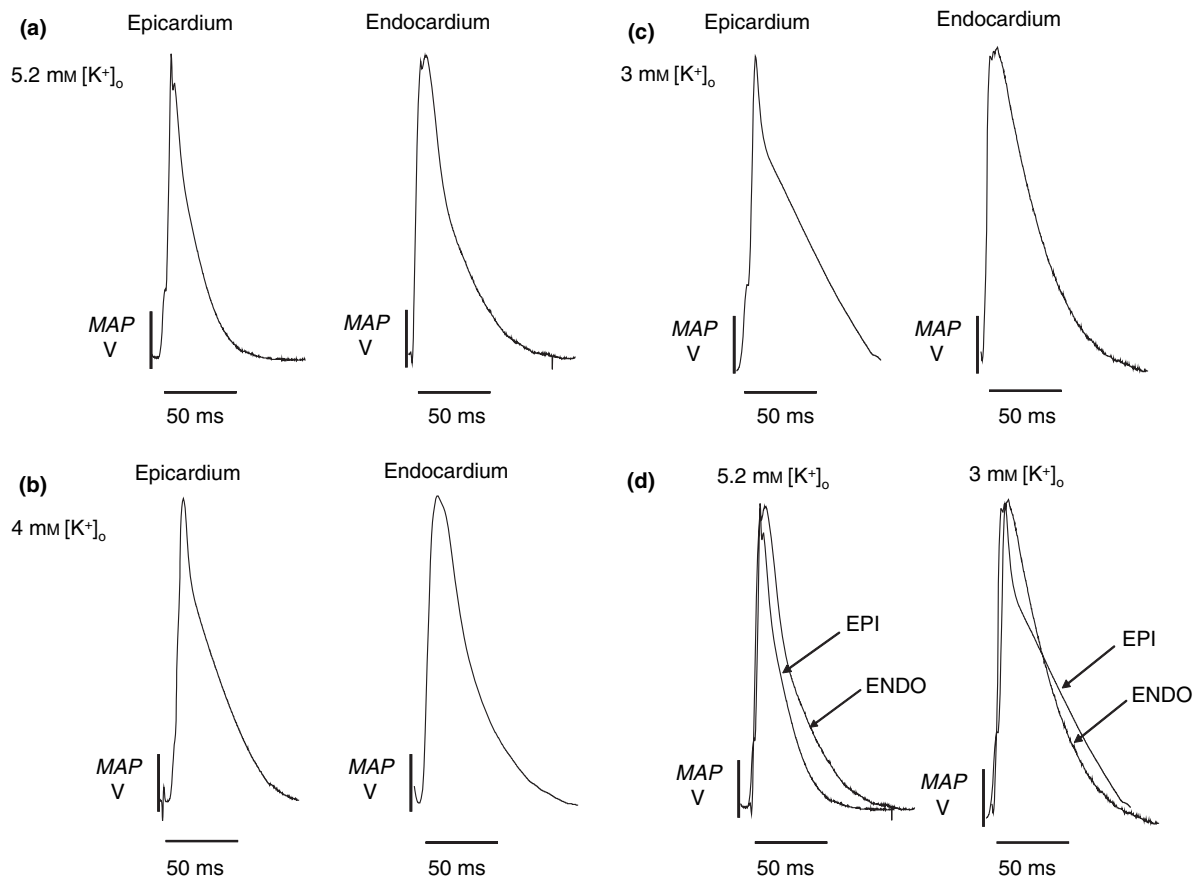 (a)
Epicardium
Endocardium
5.2 mM [K⁺]ₒ
MAP
V
50 ms
MAP
V
50 ms
(c)
Epicardium
Endocardium
3 mM [K⁺]ₒ
MAP
V
50 ms
MAP
V
50 ms
(b)
Epicardium
Endocardium
4 mM [K⁺]ₒ
MAP
V
50 ms
MAP
V
50 ms
(d)
5.2 mM [K⁺]ₒ
3 mM [K⁺]ₒ
EPI
ENDO
MAP
V
50 ms
EPI
ENDO
MAP
V
50 ms